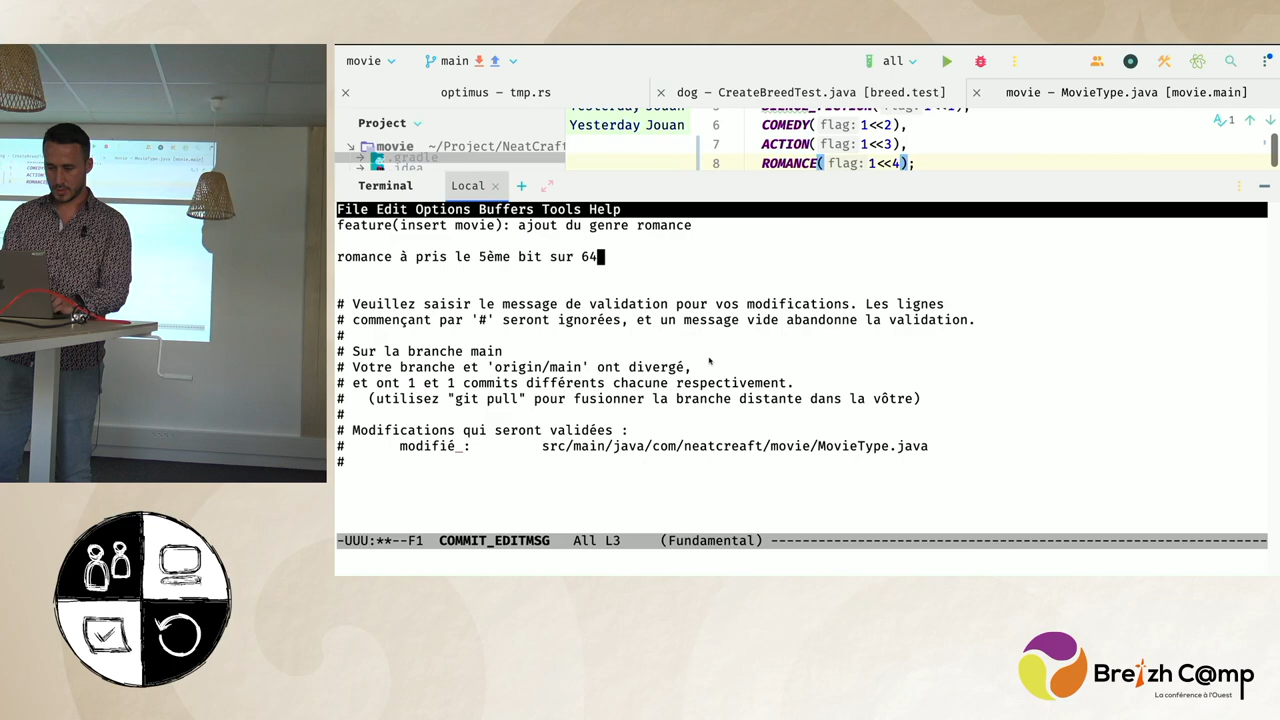 movie main all
optimus – tmp.rs dog – CreateBreedTest.java [breed.test] movie – MovieType.java [movie.main]
Project
Yesterday Jouan
Yesterday Jouan 6 COMEDY( flag: 1<<2),
movie ~/Project/NeatCraft 7 ACTION( flag: 1<<3),
.gradle
8 ROMANCE( flag: 1<<4);
.idea
1
Terminal Local
File Edit Options Buffers Tools Help
feature(insert movie): ajout du genre romance
romance à pris le 5ème bit sur 64
# Veuillez saisir le message de validation pour vos modifications. Les lignes
# commençant par '#' seront ignorées, et un message vide abandonne la validation.
#
# Sur la branche main
# Votre branche et 'origin/main' ont divergé,
# et ont 1 et 1 commits différents chacune respectivement.
# (utilisez "git pull" pour fusionner la branche distante dans la vôtre)
#
# Modifications qui seront validées :
# modifié_: src/main/java/com/neatcreaft/movie/MovieType.java
#
-UUU:**--F1 COMMIT_EDITMSG All L3 (Fundamental) ----------------------------------------------------------------
Breizh C@mp
La conférence à l'Ouest